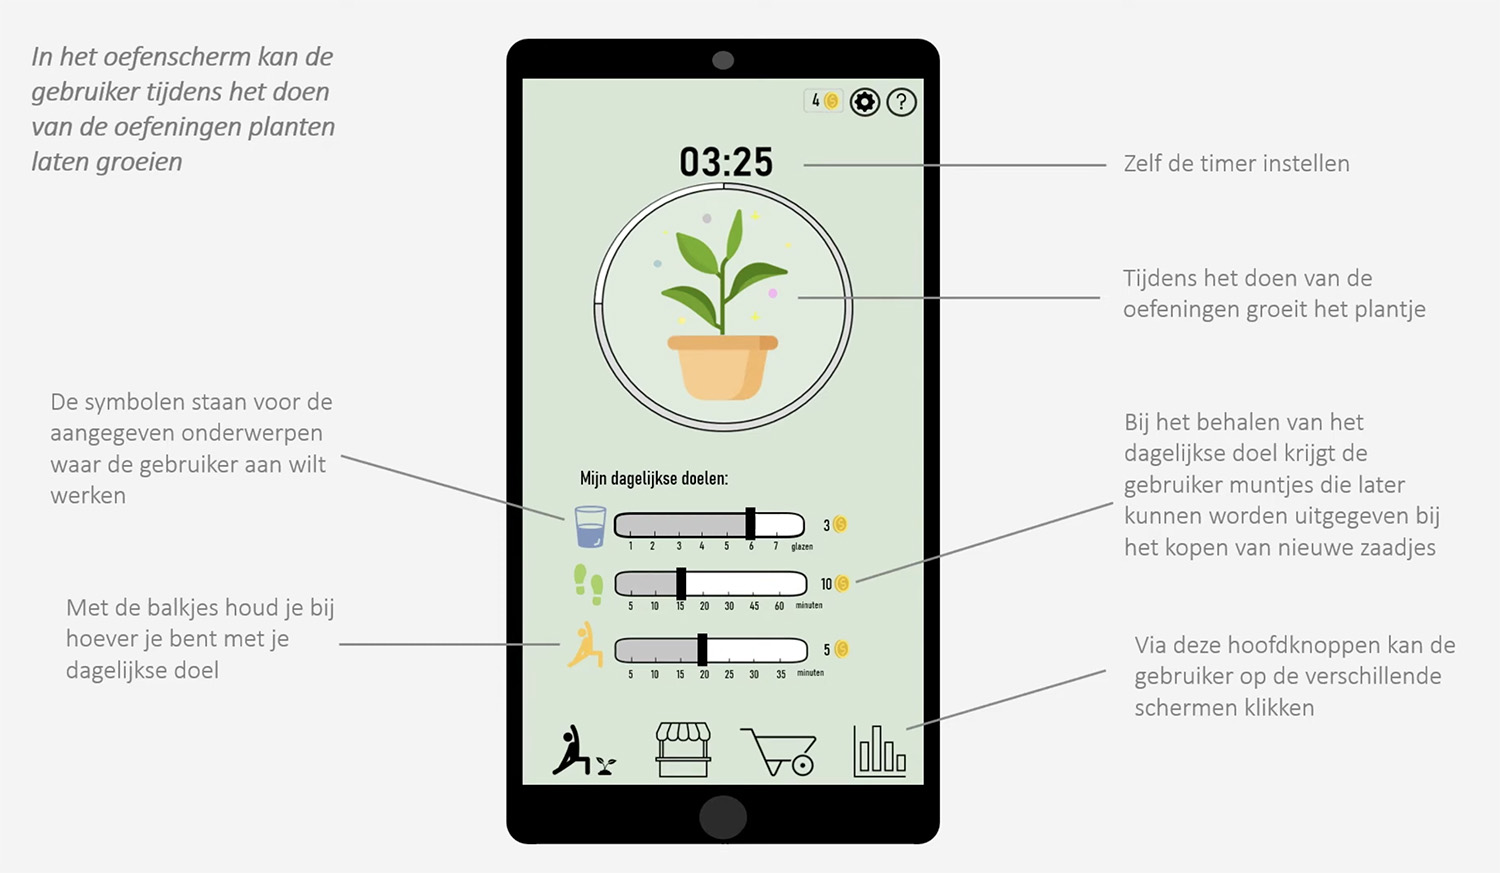 In het oefenscherm kan de
gebruiker tijdens het doen
van de oefeningen planten
laten groeien
4
?
03:25
Zelf de timer instellen
Tijdens het doen van de
oefeningen groeit het plantje
De symbolen staan voor de
aangegeven onderwerpen
waar de gebruiker aan wilt
werken
Bij het behalen van het
dagelijkse doel krijgt de
gebruiker muntjes die later
kunnen worden uitgegeven bij
het kopen van nieuwe zaadjes
Mijn dagelijkse doelen:
3
1 2 3 4 5 6 7 glazen
10
5 10 15 20 30 45 60 minuten
Met de balkjes houd je bij
hoever je bent met je
dagelijkse doel
5
5 10 15 20 25 30 35 minuten
Via deze hoofdknoppen kan de
gebruiker op de verschillende
schermen klikken